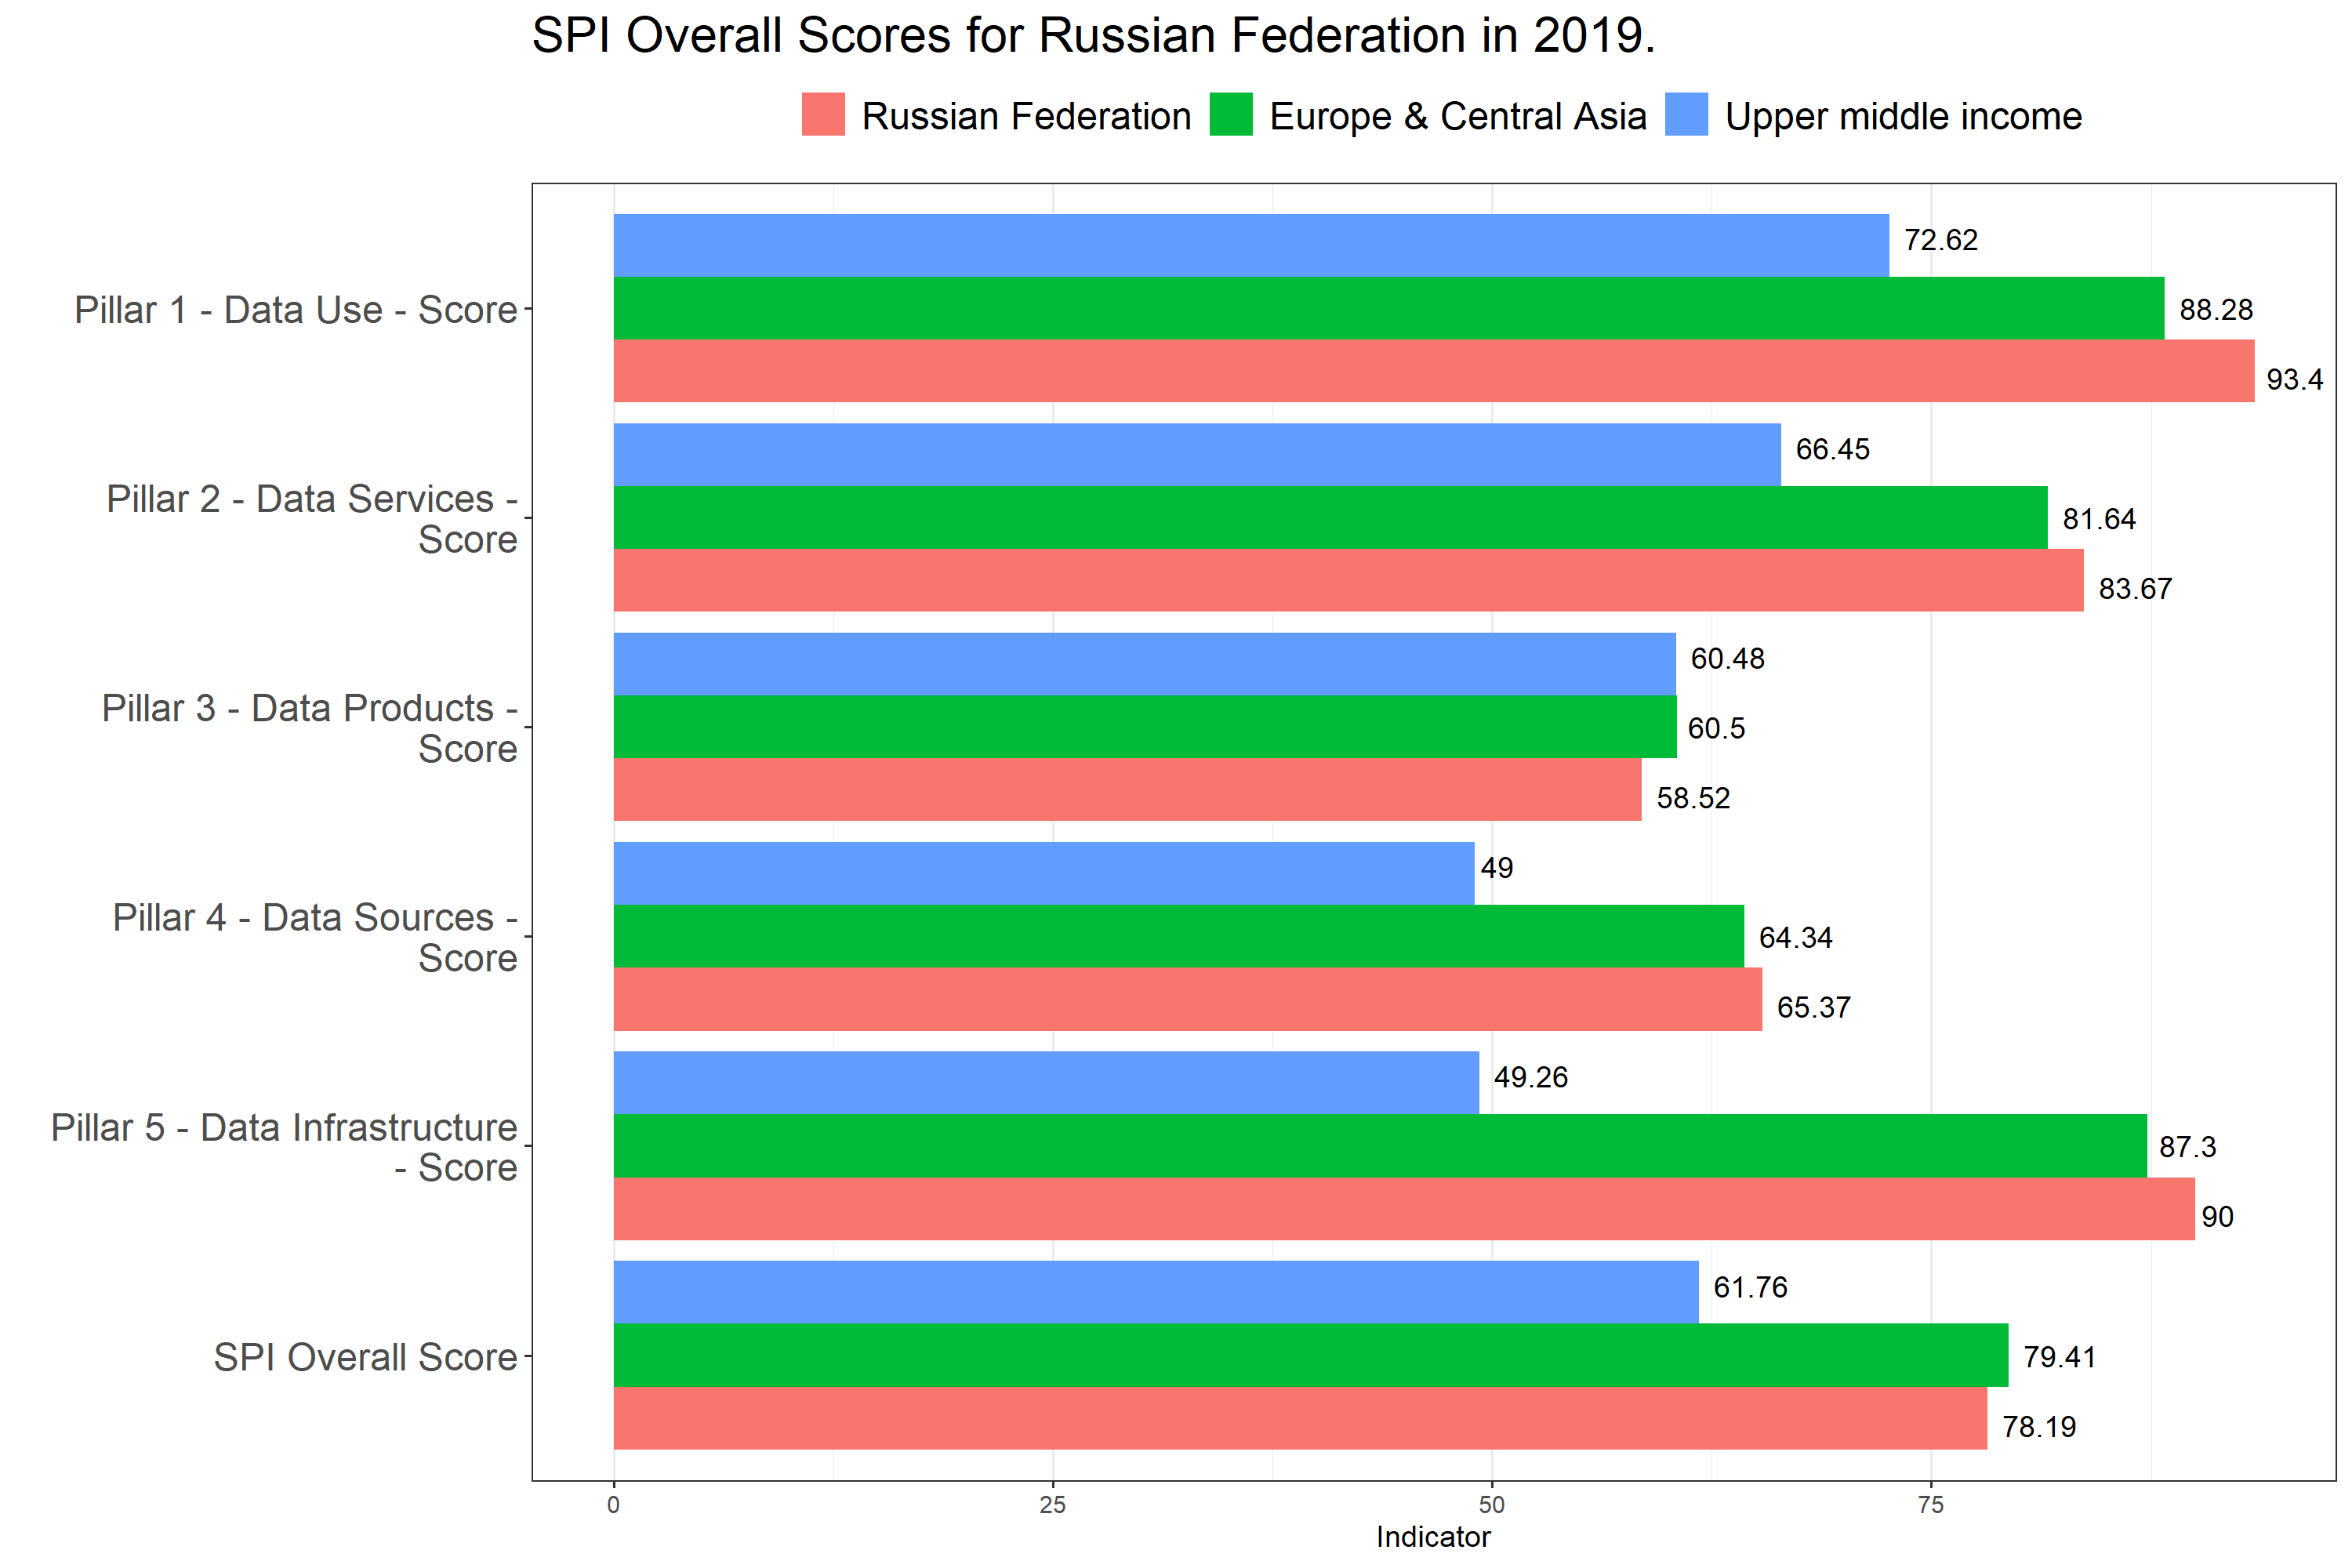 SPI Overall Scores for Russian Federation in 2019.
Russian Federation Europe & Central Asia Upper middle income
72.62
Pillar 1 - Data Use - Score
88.28
93.4
66.45
Pillar 2 - Data Services -
Score
81.64
83.67
60.48
Pillar 3 - Data Products -
Score
60.5
58.52
49
Pillar 4 - Data Sources -
Score
64.34
65.37
49.26
Pillar 5 - Data Infrastructure
- Score
87.3
90
61.76
SPI Overall Score
79.41
78.19
0 25 50 75
Indicator